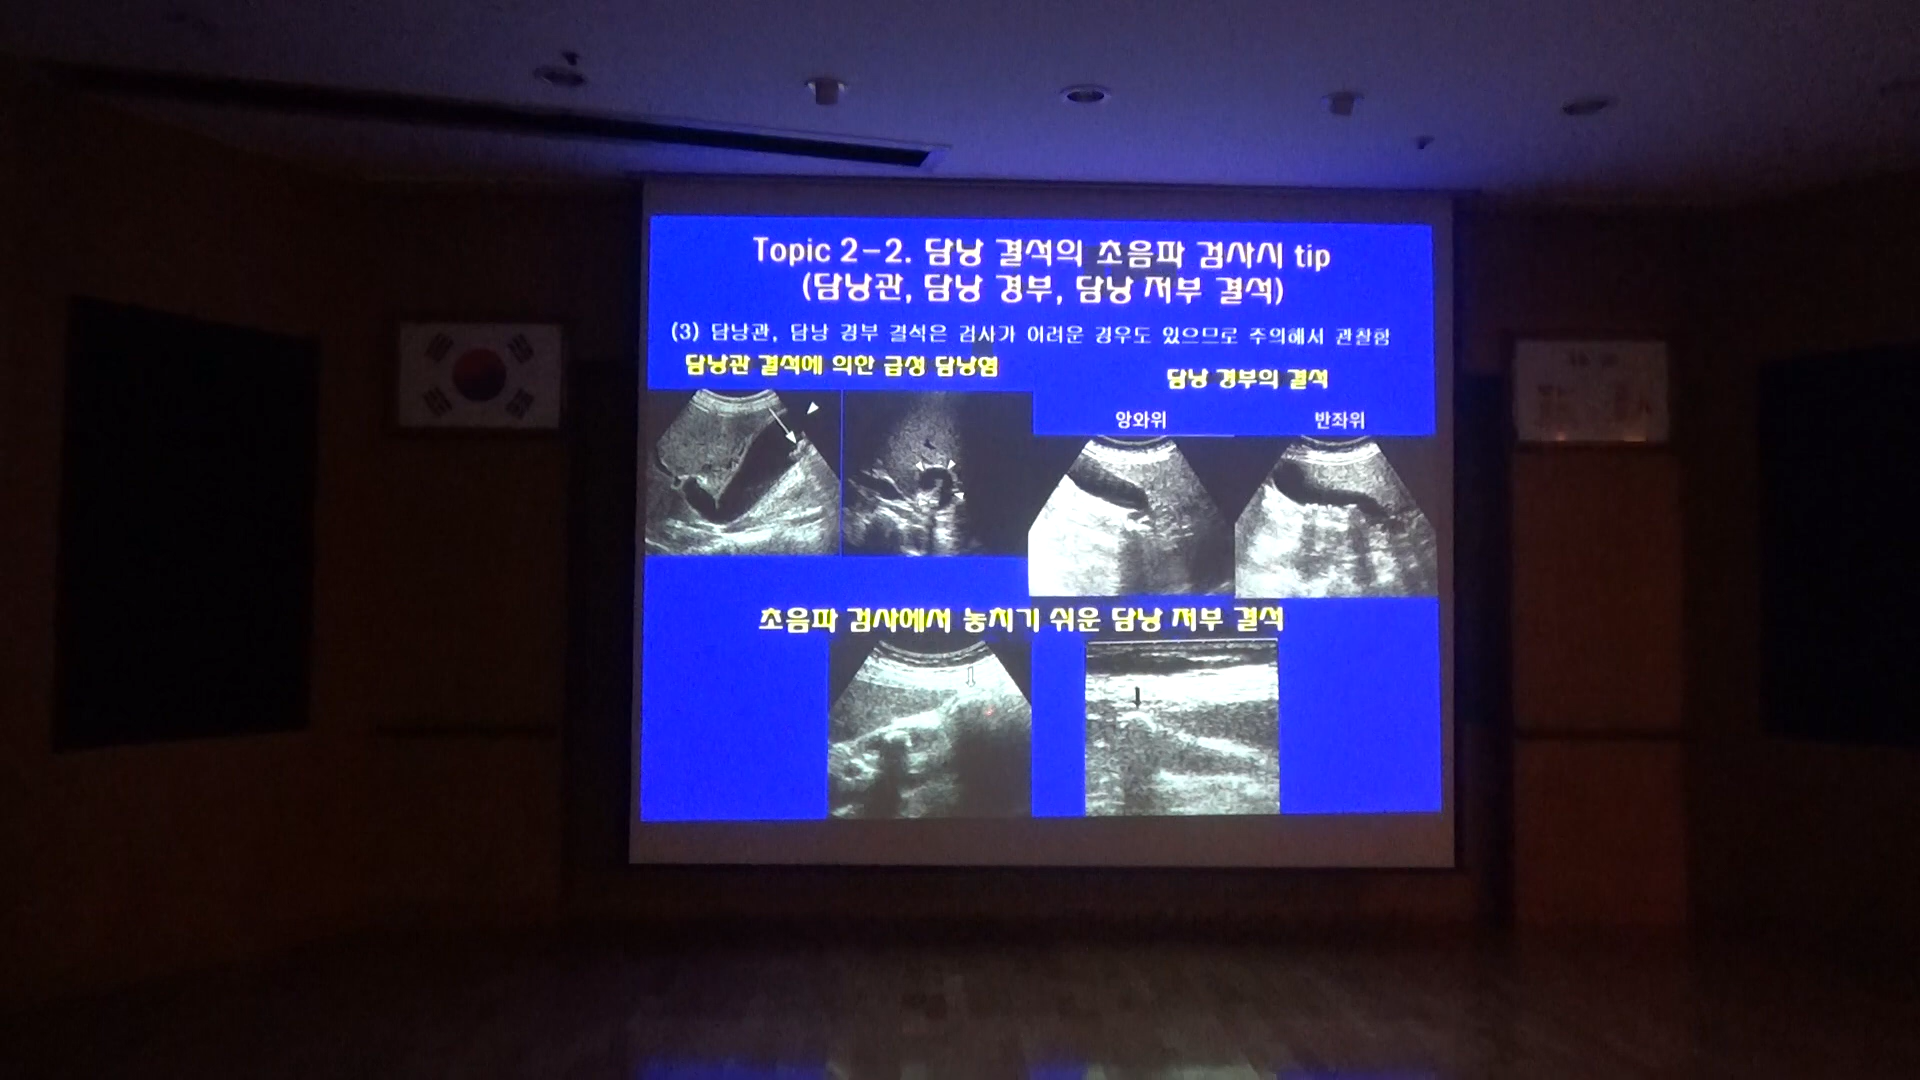 Topic 2-2. 담낭 결석의 초음파 검사시 tip
(담낭관, 담낭 경부, 담낭 저부 결석)
(3) 담낭관, 담낭 경부 결석은 검사가 어려운 경우도 있으므로 주의해서 관찰함
담낭관 결석에 의한 급성 담낭염
담낭 경부의 결석
앙와위
반좌위
초음파 검사에서 놓치기 쉬운 담낭 저부 결석